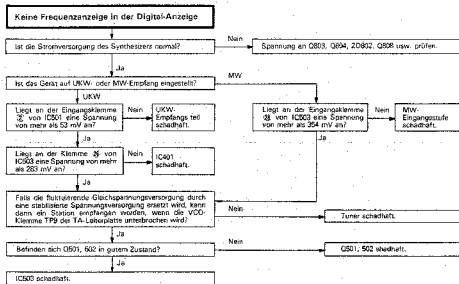 Keine Frequenzanzeige in der Digital-Anzeige
Ist die Stromversorgung des Synthesizers normal?
Nein
Spannung an Q803, Q804, ZD802, Q808 usw. prüfen.
Ja
Ist das Gerät auf UKW- oder MW-Empfang eingestellt?
MW
UKW
Liegt an der Eingangsklemme
② von IC501 eine Spannung
von mehr als 53 mV an?
Nein
UKW-
Empfangs teil
schadhaft.
Liegt an der Eingangsklemme
von IC503 eine Spannung von
mehr als 354 mV an?
Nein
MW-
Eingangsstufe
schadhaft.
Ja
Liegt an der Klemme von
IC503 eine Spannung von mehr
als 283 mV an?
Nein
IC401
schadhaft.
Ja
Ja
Falls die fluktuierende Gleichspannungsversorgung durch
eine stabilisierte Spannungsversorgung ersetzt wird, kann
dann ein Station empfangen worden, wenn die VCO-
Klemme TP9 der TA-Leiterplatte unterbrochen wird?
Nein
Tuner schadhaft.
Ja
Befinden sich Q501, 502 in gutem Zustand?
Nein
Q501, 502 shadhaft.
Ja
IC503 schadhaft.